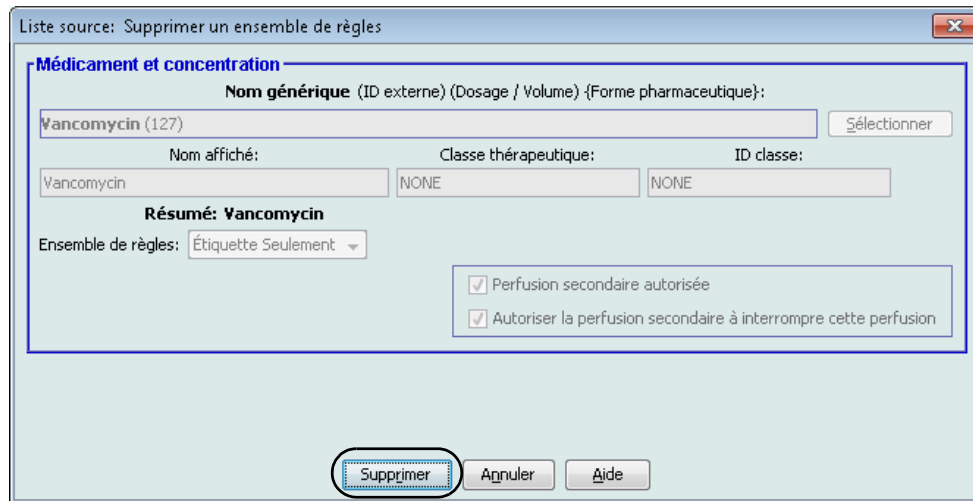 Liste source: Supprimer un ensemble de règles
Médicament et concentration
Nom générique (ID externe) (Dosage / Volume) {Forme pharmaceutique}:
Vancomycin (127) Sélectionner
Nom affiché: Classe thérapeutique: ID classe:
Vancomycin NONE NONE
Résumé: Vancomycin
Ensemble de règles: Étiquette Seulement
Perfusion secondaire autorisée
Autoriser la perfusion secondaire à interrompre cette perfusion
Supprimer Annuler Aide